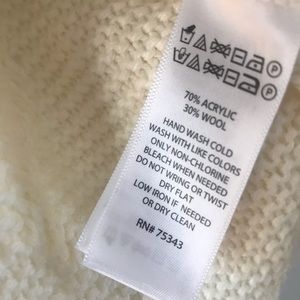 70% ACRYLIC
30% WOOL
HAND WASH COLD
WASH WITH LIKE COLORS
ONLY NON-CHLORINE
BLEACH WHEN NEEDED
DO NOT WRING OR TWIST
DRY FLAT
LOW IRON IF NEEDED
OR DRY CLEAN
RN# 75343